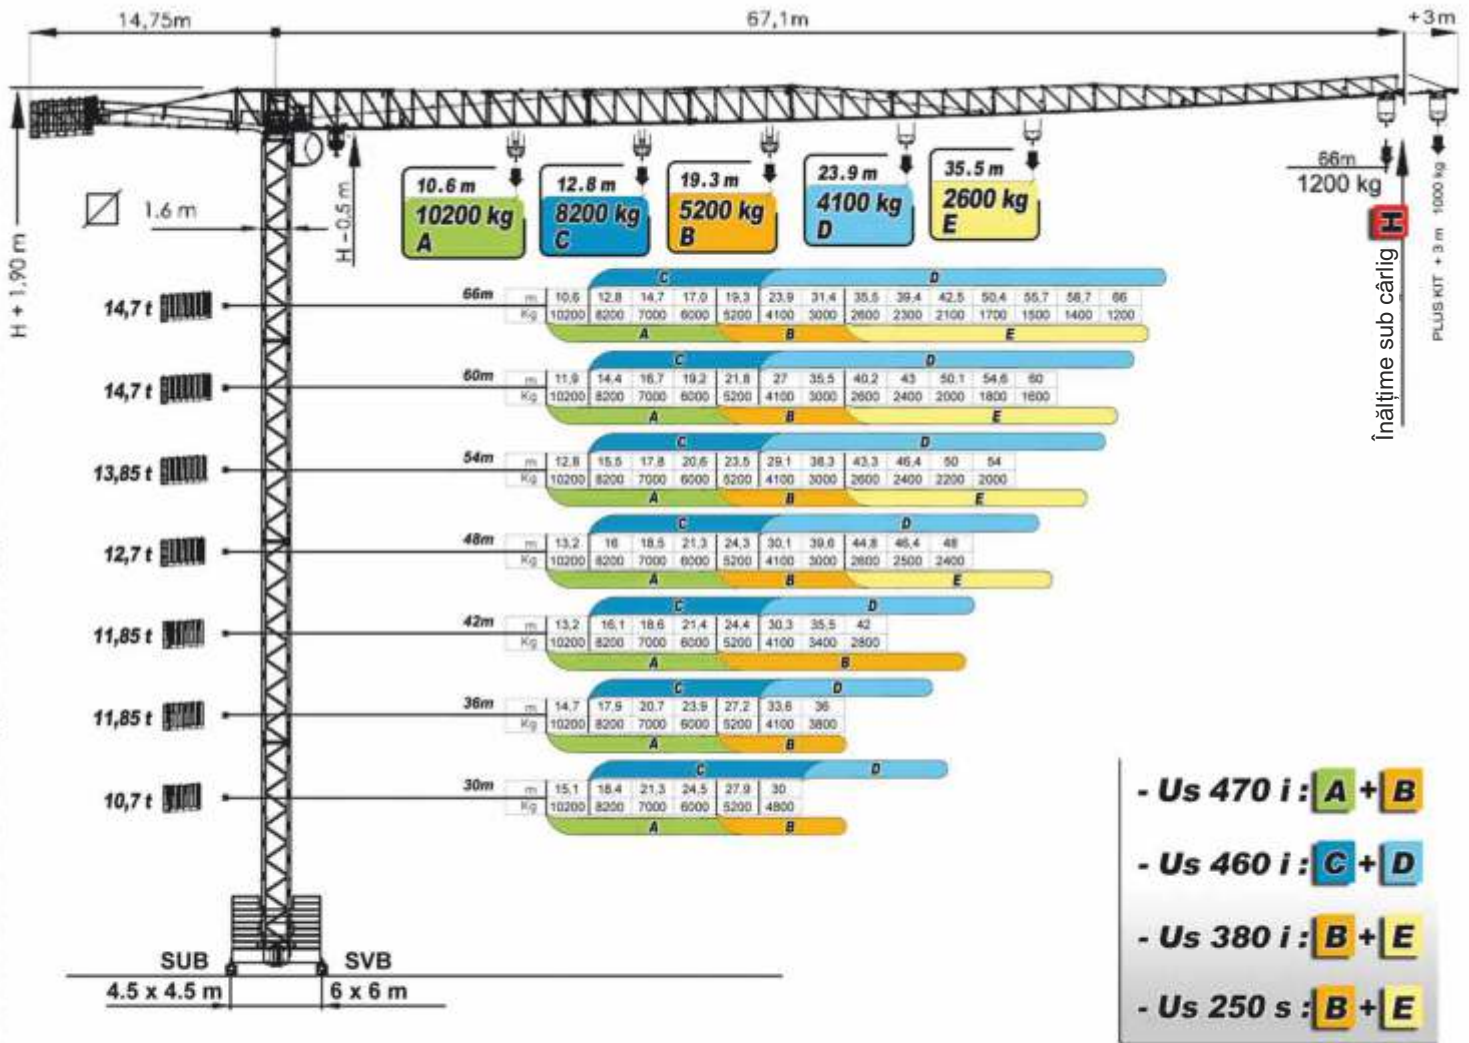 14,75m 67,1m +3m
H + 1,90 m
1.6 m
H - 0,5 m
10.6 m
10200 kg
A
12.8 m
8200 kg
C
19.3 m
5200 kg
B
23.9 m
4100 kg
D
35.5 m
2600 kg
E
66m
1200 kg
H
Înălțime sub cârlig
PLUS KIT + 3 m 1000 kg
C D
14,7 t 66m m 10,6 12,8 14,7 17,0 19,3 23,9 31,4 35,5 39,4 42,5 50,4 55,7 58,7 66
Kg 10200 8200 7000 6000 5200 4100 3000 2600 2300 2100 1700 1500 1400 1200
A B E
C D
14,7 t 60m m 11,9 14,4 16,7 19,2 21,8 27 35,5 40,2 43 50,1 54,6 60
Kg 10200 8200 7000 6000 5200 4100 3000 2600 2400 2000 1800 1600
A B E
C D
13,85 t 54m m 12,8 15,5 17,8 20,6 23,5 29,1 38,3 43,3 46,4 50 54
Kg 10200 8200 7000 6000 5200 4100 3000 2600 2400 2200 2000
A B E
C D
12,7 t 48m m 13,2 16 18,5 21,3 24,3 30,1 39,6 44,8 46,4 48
Kg 10200 8200 7000 6000 5200 4100 3000 2600 2500 2400
A B E
C D
11,85 t 42m m 13,2 16,1 18,6 21,4 24,4 30,3 35,5 42
Kg 10200 8200 7000 6000 5200 4100 3400 2800
A B
C D
11,85 t 36m m 14,7 17,9 20,7 23,9 27,2 33,6 36
Kg 10200 8200 7000 6000 5200 4100 3800
A B
C D
10,7 t 30m m 15,1 18,4 21,3 24,5 27,9 30
Kg 10200 8200 7000 6000 5200 4800
A B
- Us 470 i : A + B
- Us 460 i : C + D
- Us 380 i : B + E
- Us 250 s : B + E
SUB SVB
4.5 x 4.5 m 6 x 6 m